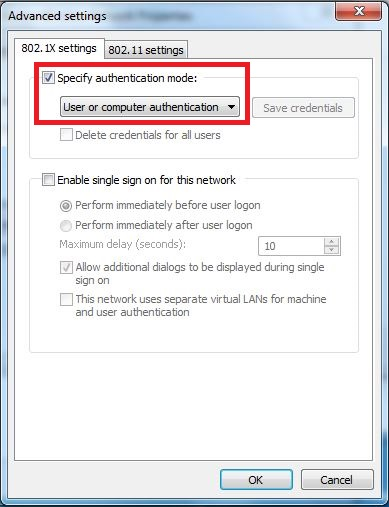 Advanced settings
802.1X settings
802.11 settings
Specify authentication mode:
User or computer authentication
Save credentials
Delete credentials for all users
Enable single sign on for this network
Perform immediately before user logon
Perform immediately after user logon
Maximum delay (seconds):
10
Allow additional dialogs to be displayed during single
sign on
This network uses separate virtual LANs for machine
and user authentication
OK
Cancel